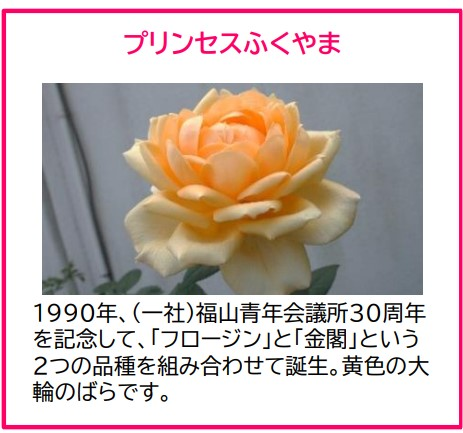 プリンセスふくやま
1990年、(一社)福山青年会議所30周年
を記念して、「フロージン」と「金閣」という
2つの品種を組み合わせて誕生。黄色の大
輪のばらです。